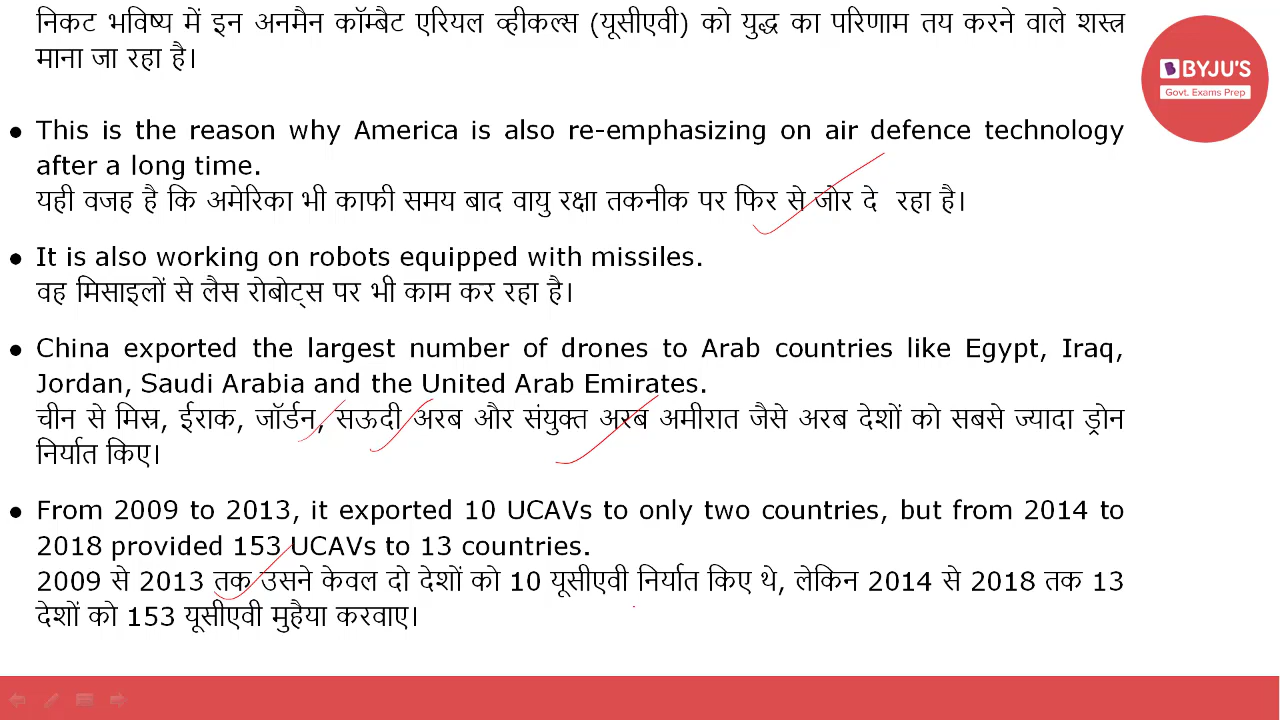 निकट भविष्य में इन अनमैन कॉम्बैट एरियल व्हीकल्स (यूसीएवी) को युद्ध का परिणाम तय करने वाले शस्त्र
माना जा रहा है।
BYJU'S
Govt. Exams Prep
● This is the reason why America is also re-emphasizing on air defence technology
after a long time.
यही वजह है कि अमेरिका भी काफी समय बाद वायु रक्षा तकनीक पर फिर से जोर दे रहा है।
● It is also working on robots equipped with missiles.
वह मिसाइलों से लैस रोबोट्स पर भी काम कर रहा है।
● China exported the largest number of drones to Arab countries like Egypt, Iraq,
Jordan, Saudi Arabia and the United Arab Emirates.
चीन से मिस्र, ईराक, जॉर्डन, सऊदी अरब और संयुक्त अरब अमीरात जैसे अरब देशों को सबसे ज्यादा ड्रोन
निर्यात किए।
● From 2009 to 2013, it exported 10 UCAVs to only two countries, but from 2014 to
2018 provided 153 UCAVs to 13 countries.
2009 से 2013 तक उसने केवल दो देशों को 10 यूसीएवी निर्यात किए थे, लेकिन 2014 से 2018 तक 13
देशों को 153 यूसीएवी मुहैया करवाए।